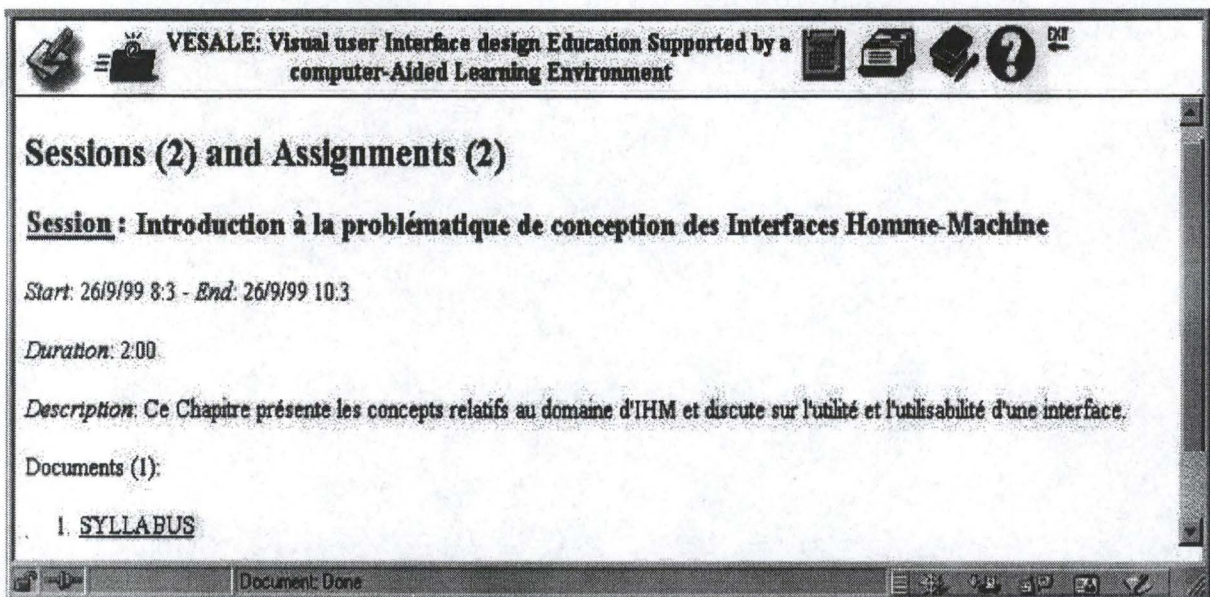 VESALE: Visual user Interface design Education Supported by a
computer-Aided Learning Environment
EXIT
Sessions (2) and Assignments (2)
Session : Introduction à la problématique de conception des Interfaces Homme-Machine
Start: 26/9/99 8:3 - End: 26/9/99 10:3
Duration: 2:00
Description: Ce Chapitre présente les concepts relatifs au domaine d'IHM et discute sur l'utilité et l'utilisabilité d'une interface.
Documents (1):
1. SYLLABUS
Document: Done